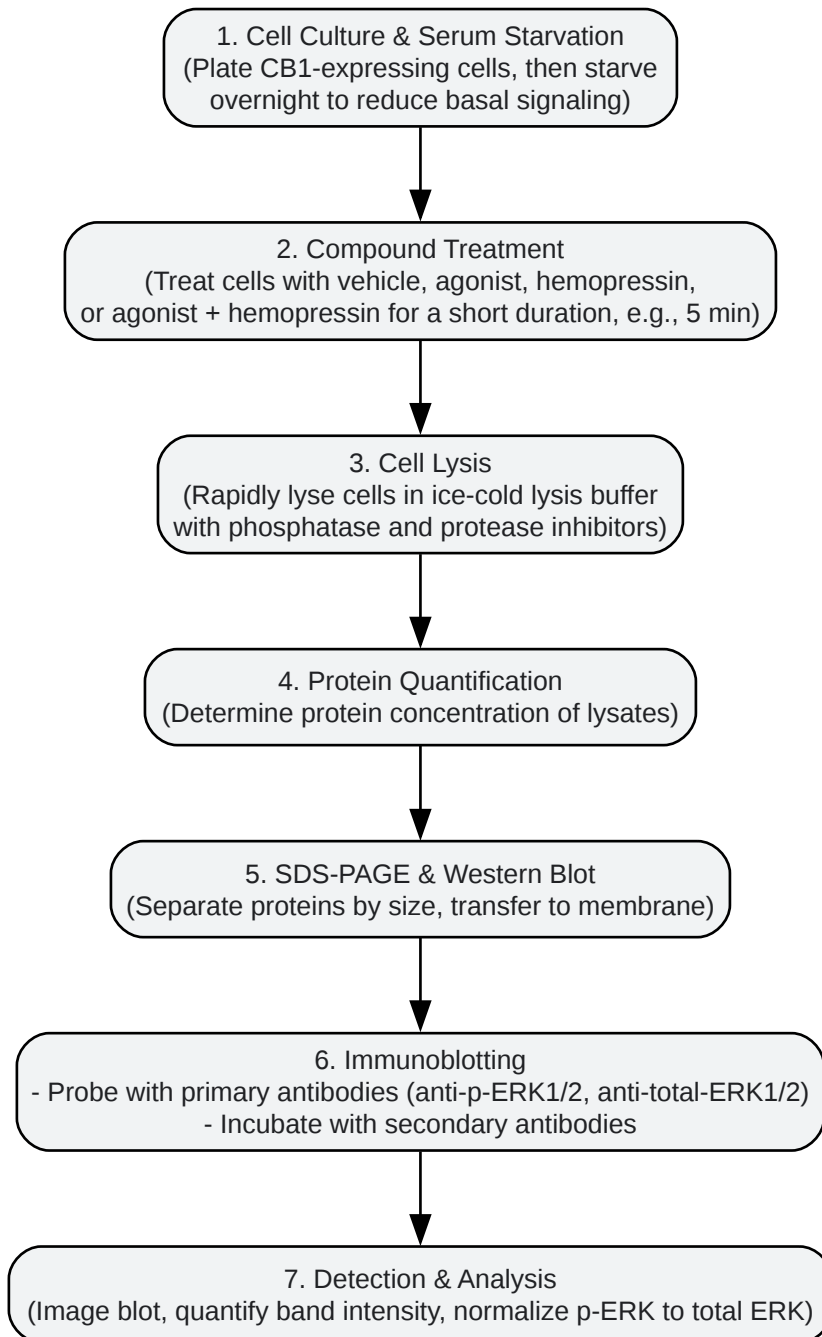 1. Cell Culture & Serum Starvation
(Plate CB1-expressing cells, then starve
overnight to reduce basal signaling)
2. Compound Treatment
(Treat cells with vehicle, agonist, hemopressin,
or agonist + hemopressin for a short duration, e.g., 5 min)
3. Cell Lysis
(Rapidly lyse cells in ice-cold lysis buffer
with phosphatase and protease inhibitors)
4. Protein Quantification
(Determine protein concentration of lysates)
5. SDS-PAGE & Western Blot
(Separate proteins by size, transfer to membrane)
6. Immunoblotting
- Probe with primary antibodies (anti-p-ERK1/2, anti-total-ERK1/2)
- Incubate with secondary antibodies
7. Detection & Analysis
(Image blot, quantify band intensity, normalize p-ERK to total ERK)